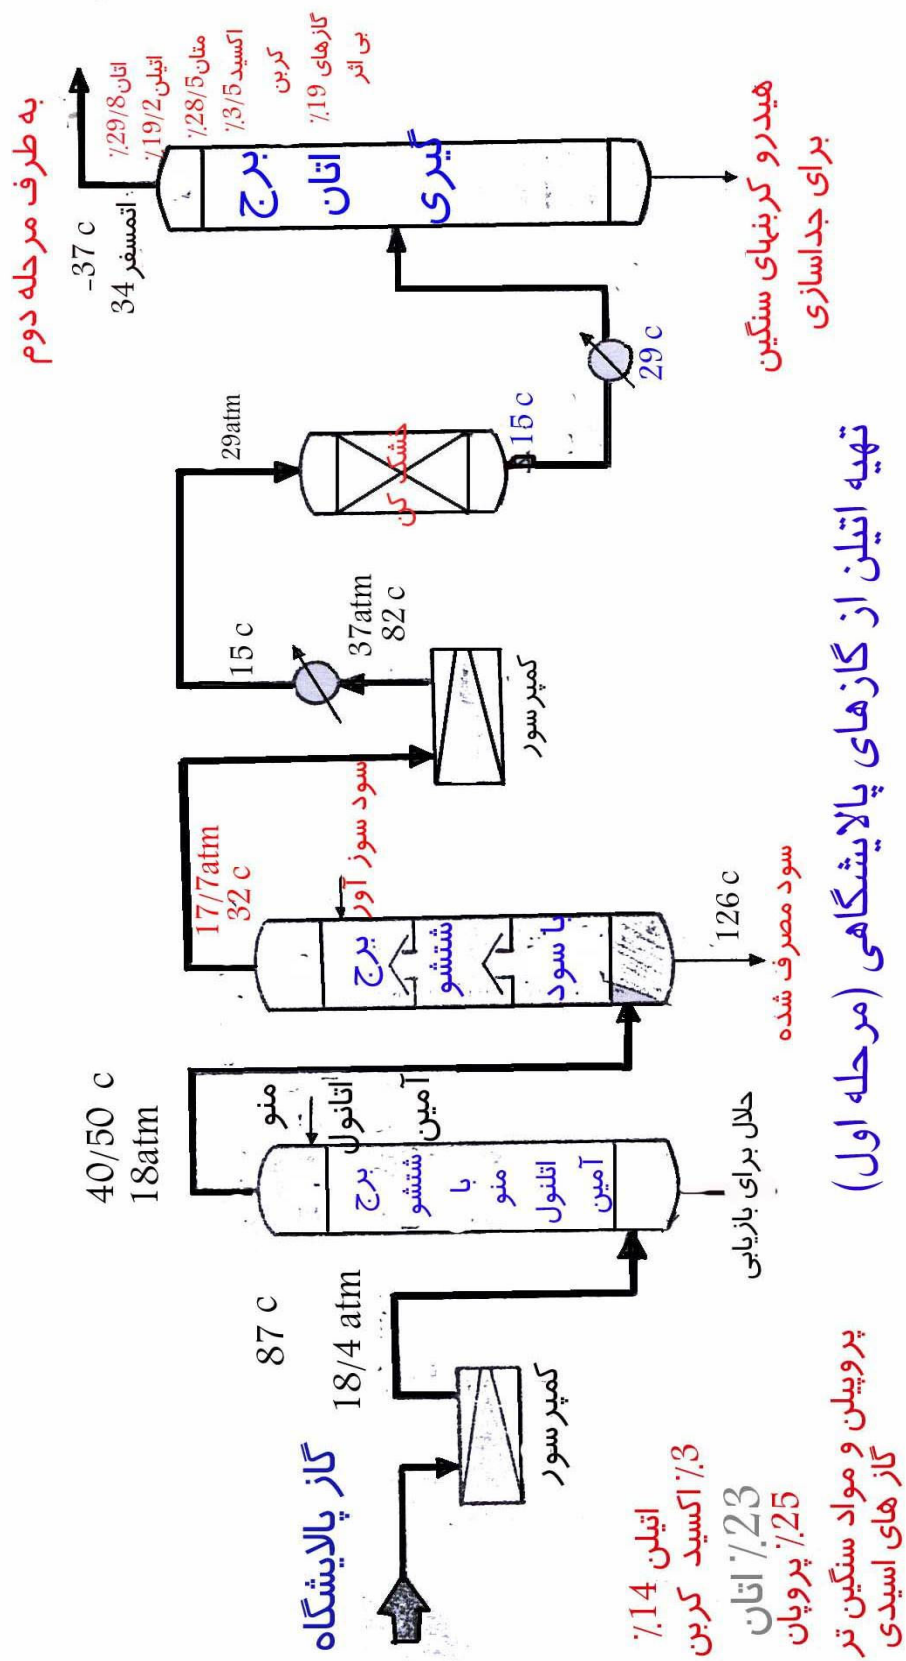 گاز پالایشگاه
اتیلن 14٪
3٪ اکسید کربن
23٪ اتان
25٪ پروپان
پروپیلن و مواد سنگین تر
گاز های اسیدی
کمپرسور
87 c
18/4 atm
برج
شتشو
با
منو
اتلنول
آمین
منو
اتانول
آمین
حلال برای بازیابی
40/50 c
18atm
برج
شتشو
با سود
سود سوز آور
126 c
سود مصرف شده
17/7atm
32 c
کمپرسور
37atm
82 c
15 c
29atm
خشک کن
15 c
29 c
برج
اتان
گیری
-37 c
34 اتمسفر
به طرف مرحله دوم
اتان 29/8٪
اتیلن 19/2٪
متان 28/5٪
اکسید 3/5٪
کربن
گازهای 19٪
بی اثر
هیدرو کربنهای سنگین
برای جداسازی
تهیه اتیلن از گازهای پالایشگاهی (مرحله اول)